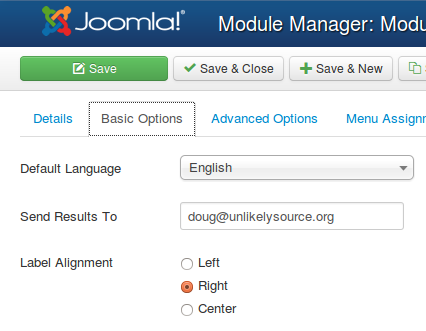 Joomla!® Module Manager: Modu
Save Save & Close Save & New S
Details Basic Options Advanced Options Menu Assignm
Default Language English
Send Results To doug@unlikelysource.org
Label Alignment Left
Right
Center